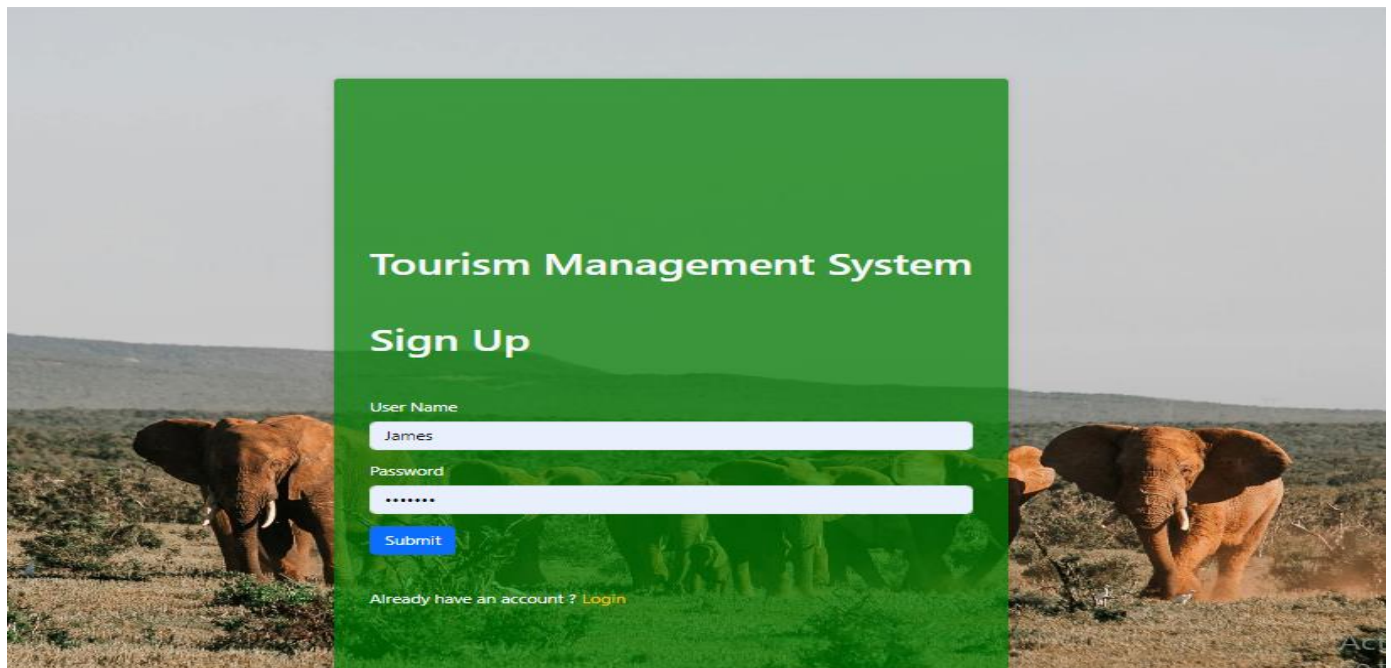 Tourism Management System
Sign Up
User Name
James
Password
•••••••
Submit
Already have an account ? Login